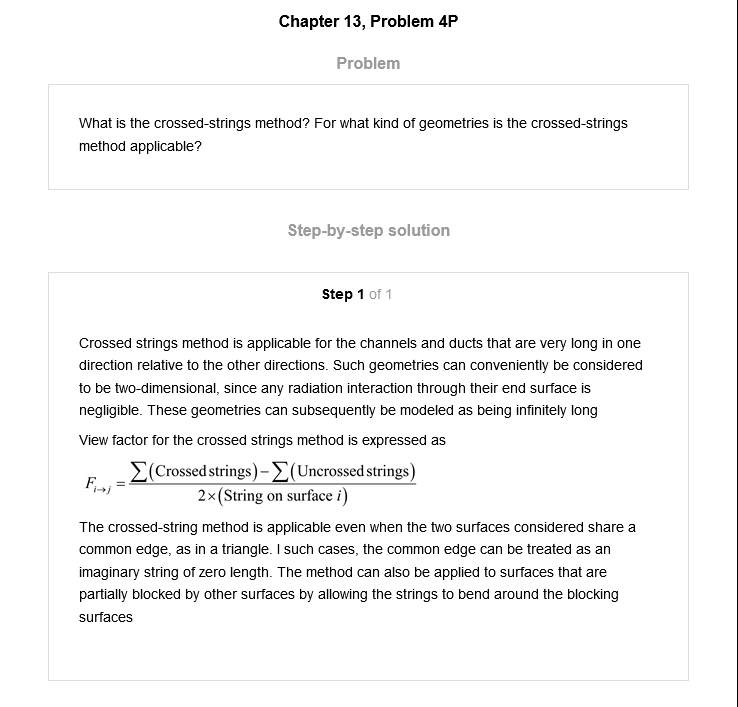 Chapter 13, Problem 4P
Problem
What is the crossed-strings method? For what kind of geometries is the crossed-strings
method applicable?
Step-by-step solution
Step 1 of 1
Crossed strings method is applicable for the channels and ducts that are very long in one
direction relative to the other directions. Such geometries can conveniently be considered
to be two-dimensional, since any radiation interaction through their end surface is
negligible. These geometries can subsequently be modeled as being infinitely long
View factor for the crossed strings method is expressed as
F_{i→j} = \frac{∑(Crossed strings) − ∑(Uncrossed strings)}{2×(String on surface i)}
The crossed-string method is applicable even when the two surfaces considered share a
common edge, as in a triangle. I such cases, the common edge can be treated as an
imaginary string of zero length. The method can also be applied to surfaces that are
partially blocked by other surfaces by allowing the strings to bend around the blocking
surfaces